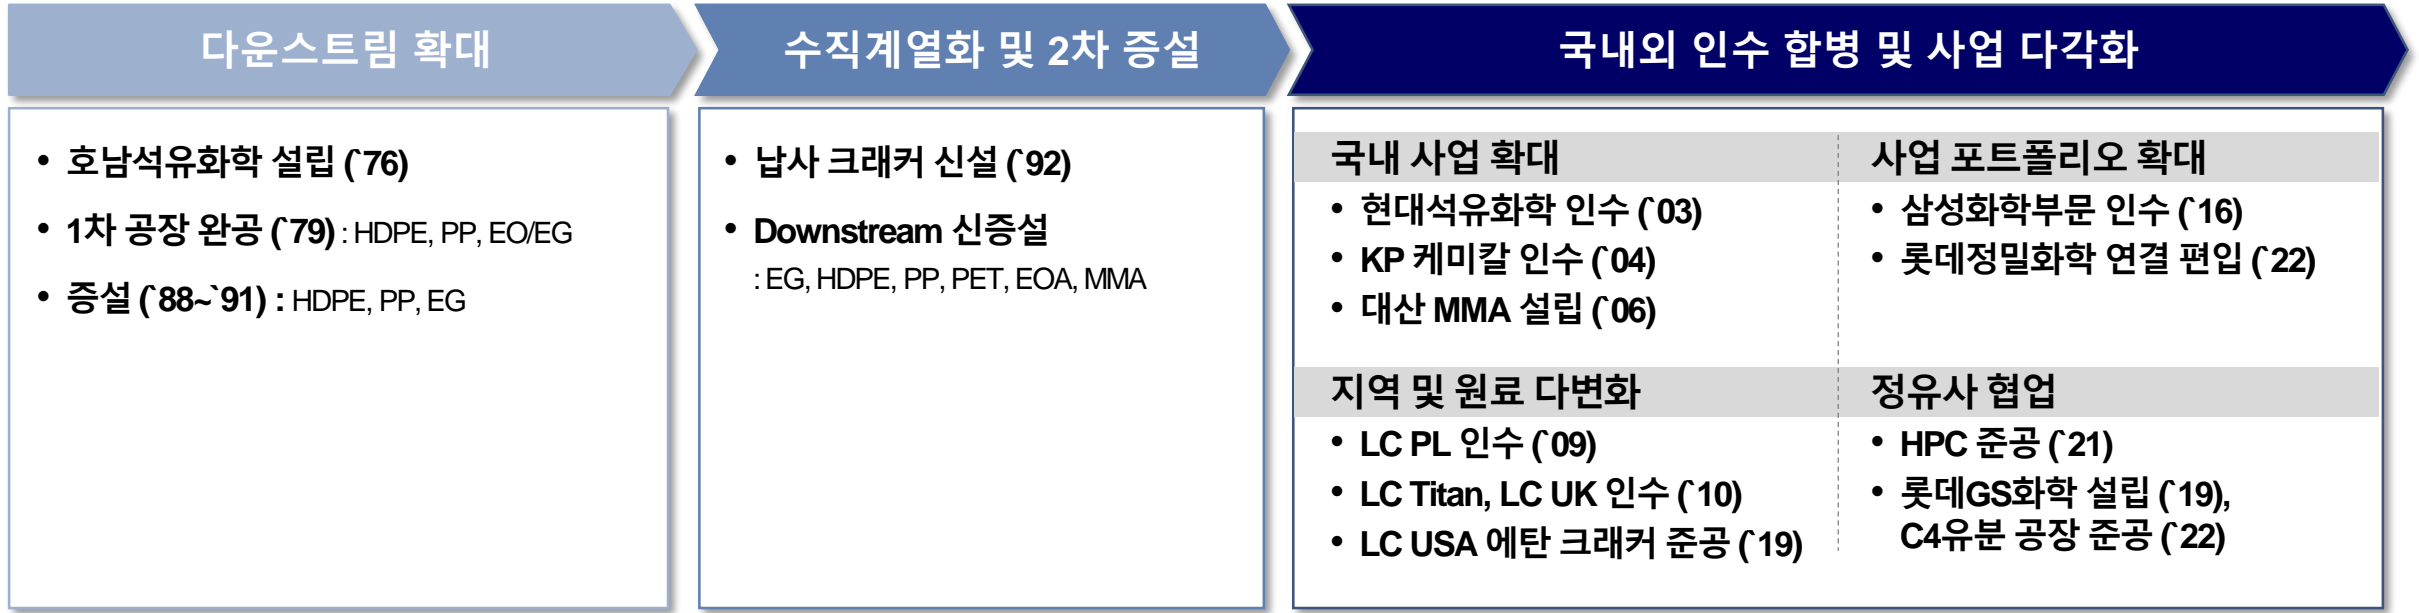 다운스트림 확대
수직계열화 및 2차 증설
국내외 인수 합병 및 사업 다각화
• 호남석유화학 설립 (`76)
• 1차 공장 완공 (`79) : HDPE, PP, EO/EG
• 증설 (`88~`91) : HDPE, PP, EG
• 납사 크래커 신설 (`92)
• Downstream 신증설
: EG, HDPE, PP, PET, EOA, MMA
국내 사업 확대
• 현대석유화학 인수 (`03)
• KP 케미칼 인수 (`04)
• 대산 MMA 설립 (`06)
사업 포트폴리오 확대
• 삼성화학부문 인수 (`16)
• 롯데정밀화학 연결 편입 (`22)
지역 및 원료 다변화
• LC PL 인수 (`09)
• LC Titan, LC UK 인수 (`10)
• LC USA 에탄 크래커 준공 (`19)
정유사 협업
• HPC 준공 (`21)
• 롯데GS화학 설립 (`19),
C4유분 공장 준공 (`22)